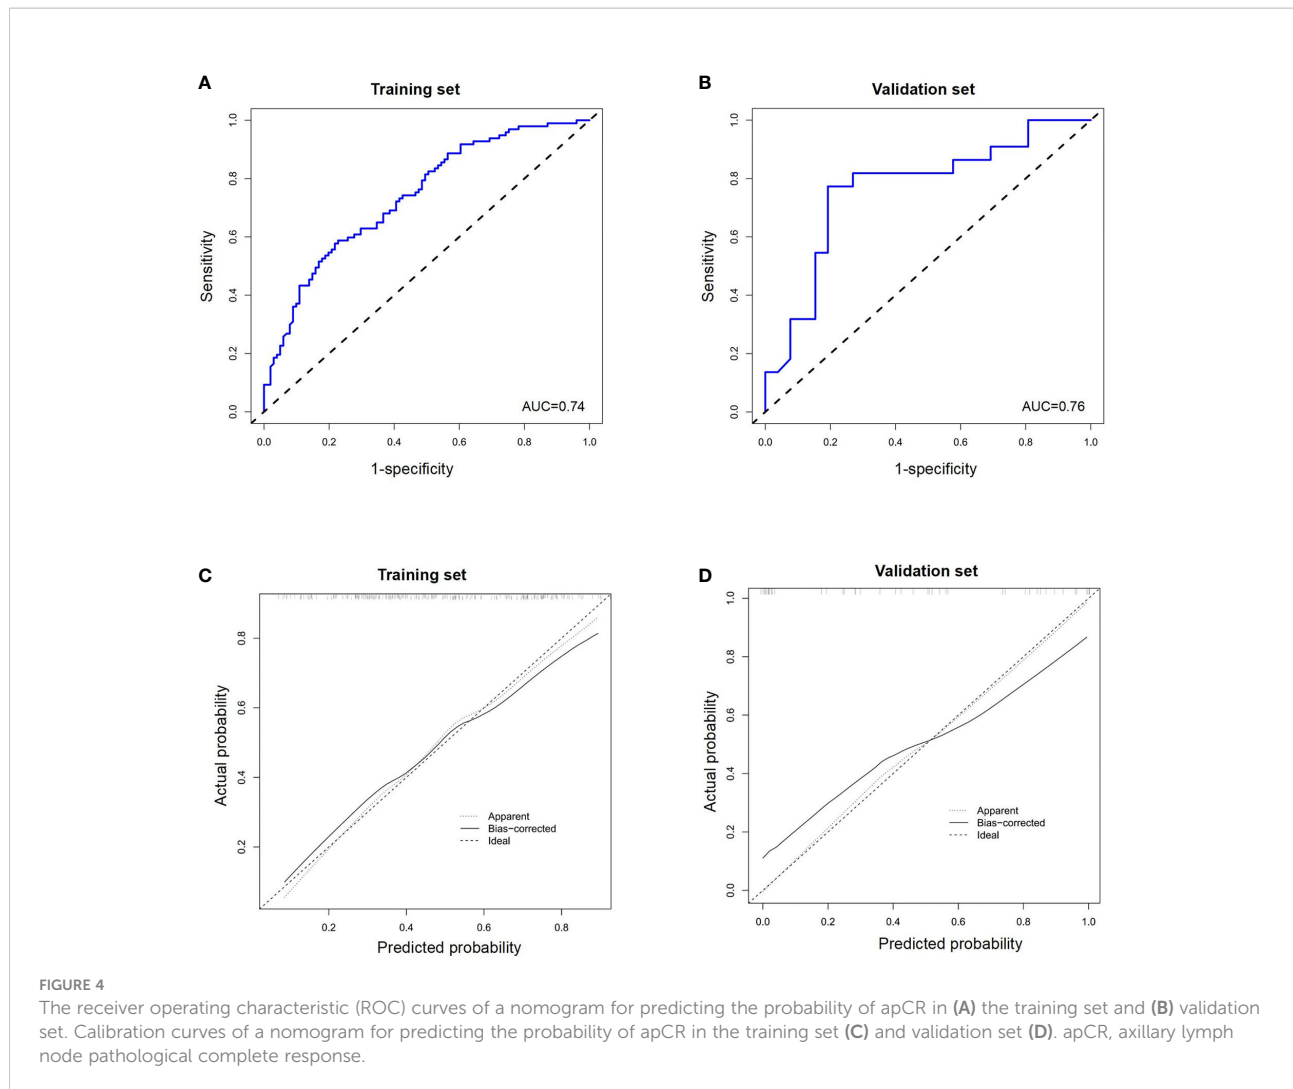 A
Training set
1.0
0.8
0.6
0.4
0.2
0.0
Sensitivity
AUC=0.74
0.0 0.2 0.4 0.6 0.8 1.0
1-specificity
B
Validation set
1.0
0.8
0.6
0.4
0.2
0.0
Sensitivity
AUC=0.76
0.0 0.2 0.4 0.6 0.8 1.0
1-specificity
C
Training set
0.8
0.6
0.4
0.2
Actual probability
Apparent
Bias-corrected
Ideal
0.2 0.4 0.6 0.8
Predicted probability
D
Validation set
1.0
0.8
0.6
0.4
0.2
0.0
Actual probability
Apparent
Bias-corrected
Ideal
0.0 0.2 0.4 0.6 0.8 1.0
Predicted probability
FIGURE 4
The receiver operating characteristic (ROC) curves of a nomogram for predicting the probability of apCR in (A) the training set and (B) validation
set. Calibration curves of a nomogram for predicting the probability of apCR in the training set (C) and validation set (D). apCR, axillary lymph
node pathological complete response.